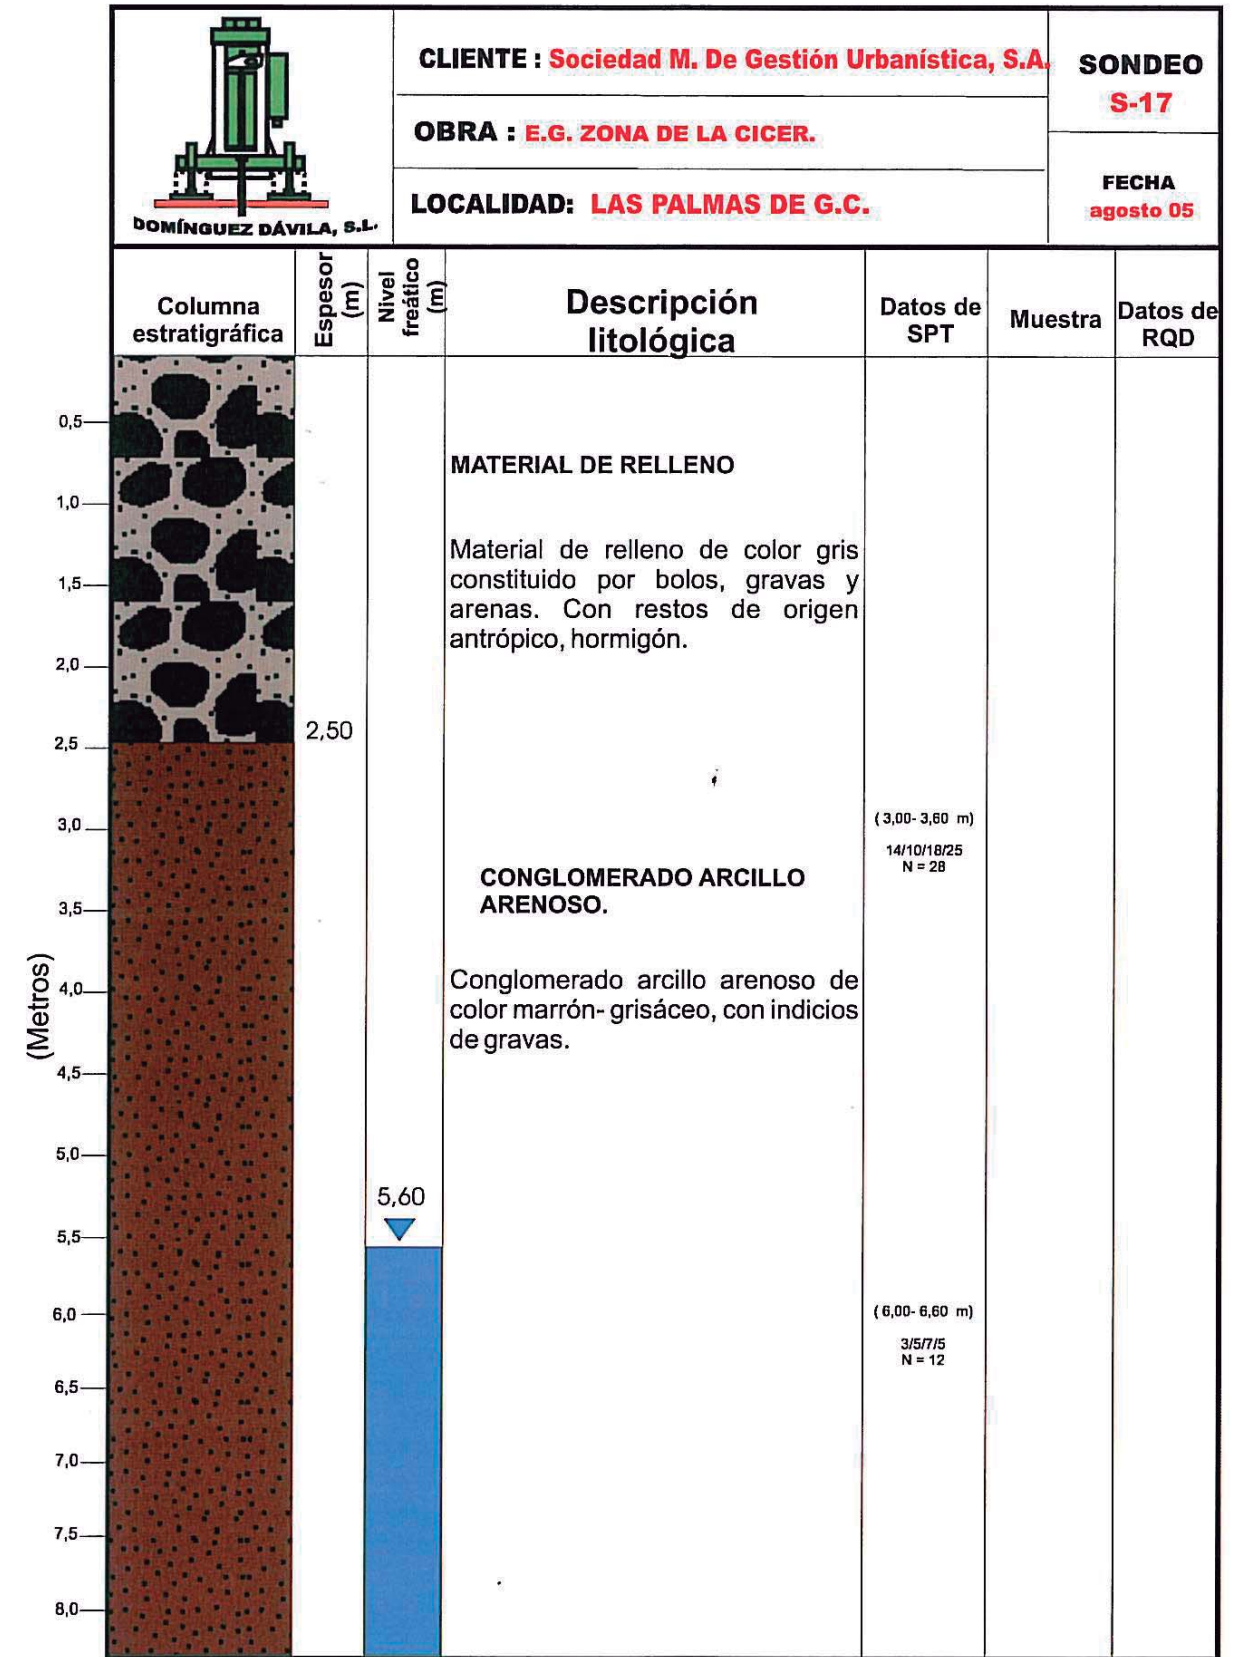 DOMÍNGUEZ DÁVILA, S.L.
CLIENTE : Sociedad M. De Gestión Urbanística, S.A.
OBRA : E.G. ZONA DE LA CICER.
LOCALIDAD: LAS PALMAS DE G.C.
SONDEO
S-17
FECHA
agosto 05
Columna
estratigráfica
Espesor
(m)
Nivel
freático
(m)
Descripción
litológica
Datos de
SPT
Muestra
Datos de
RQD
(Metros)
0,5
MATERIAL DE RELLENO
1,0
Material de relleno de color gris
constituido por bolos, gravas y
arenas. Con restos de origen
antrópico, hormigón.
1,5
2,0
2,50
2,5
3,0
(3,00- 3,60 m)
14/10/18/25
N = 28
CONGLOMERADO ARCILLO
ARENOSO.
3,5
Conglomerado arcillo arenoso de
color marrón- grisáceo, con indicios
de gravas.
4,0
4,5
5,0
5,60
5,5
6,0
(6,00- 6,60 m)
3/5/7/5
N = 12
6,5
7,0
7,5
8,0